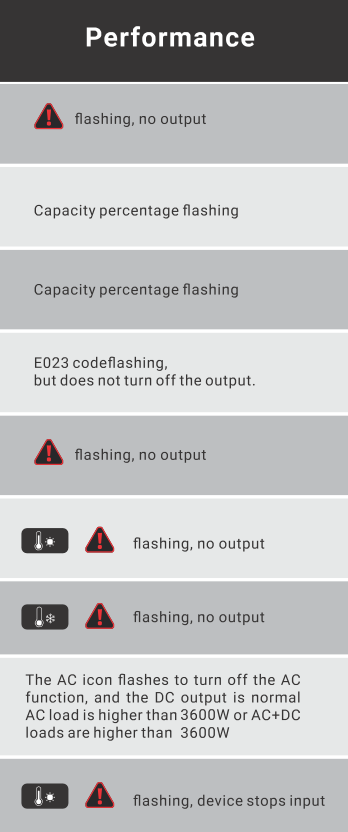 Performance
flashing, no output
Capacity percentage flashing
Capacity percentage flashing
E023 codeflashing,
but does not turn off the output.
flashing, no output
flashing, no output
flashing, no output
The AC icon flashes to turn off the AC
function, and the DC output is normal
AC load is higher than 3600W or AC+DC
loads are higher than 3600W
flashing, device stops input